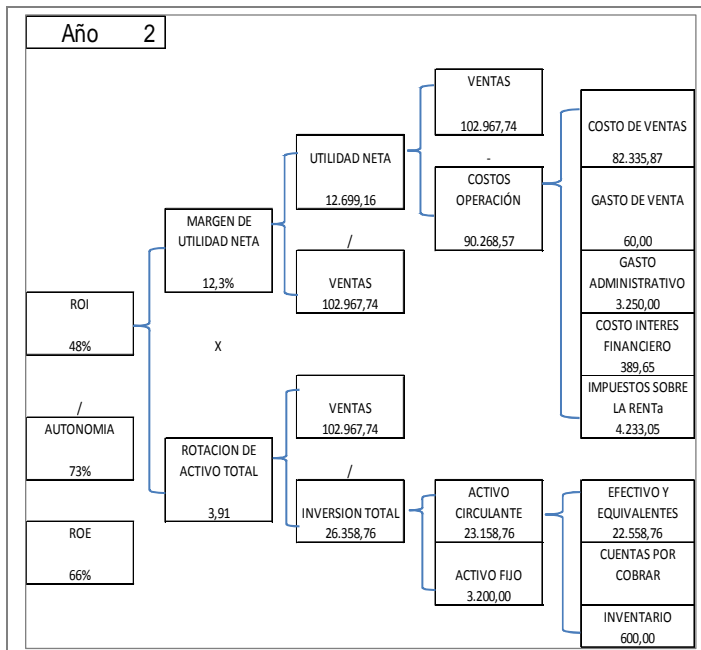 Año 2
VENTAS
102.967,74
-
COSTOS
OPERACIÓN
90.268,57
COSTO DE VENTAS
82.335,87
GASTO DE VENTA
60,00
GASTO
ADMINISTRATIVO
3.250,00
COSTO INTERES
FINANCIERO
389,65
IMPUESTOS SOBRE
LA RENTa
4.233,05
UTILIDAD NETA
12.699,16
/
VENTAS
102.967,74
MARGEN DE
UTILIDAD NETA
12,3%
X
ROI
48%
/
AUTONOMIA
73%
ROE
66%
ROTACION DE
ACTIVO TOTAL
3,91
VENTAS
102.967,74
/
INVERSION TOTAL
26.358,76
ACTIVO
CIRCULANTE
23.158,76
ACTIVO FIJO
3.200,00
EFECTIVO Y
EQUIVALENTES
22.558,76
CUENTAS POR
COBRAR
INVENTARIO
600,00